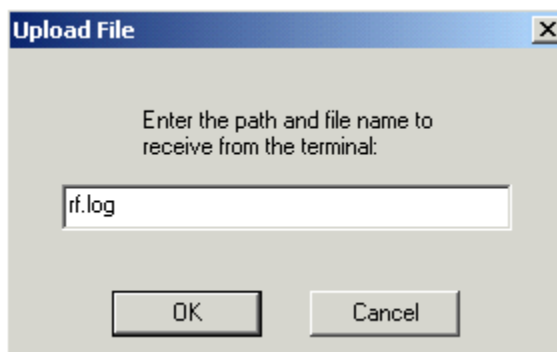 Upload File
Enter the path and file name to
receive from the terminal:
rf.log
OK
Cancel